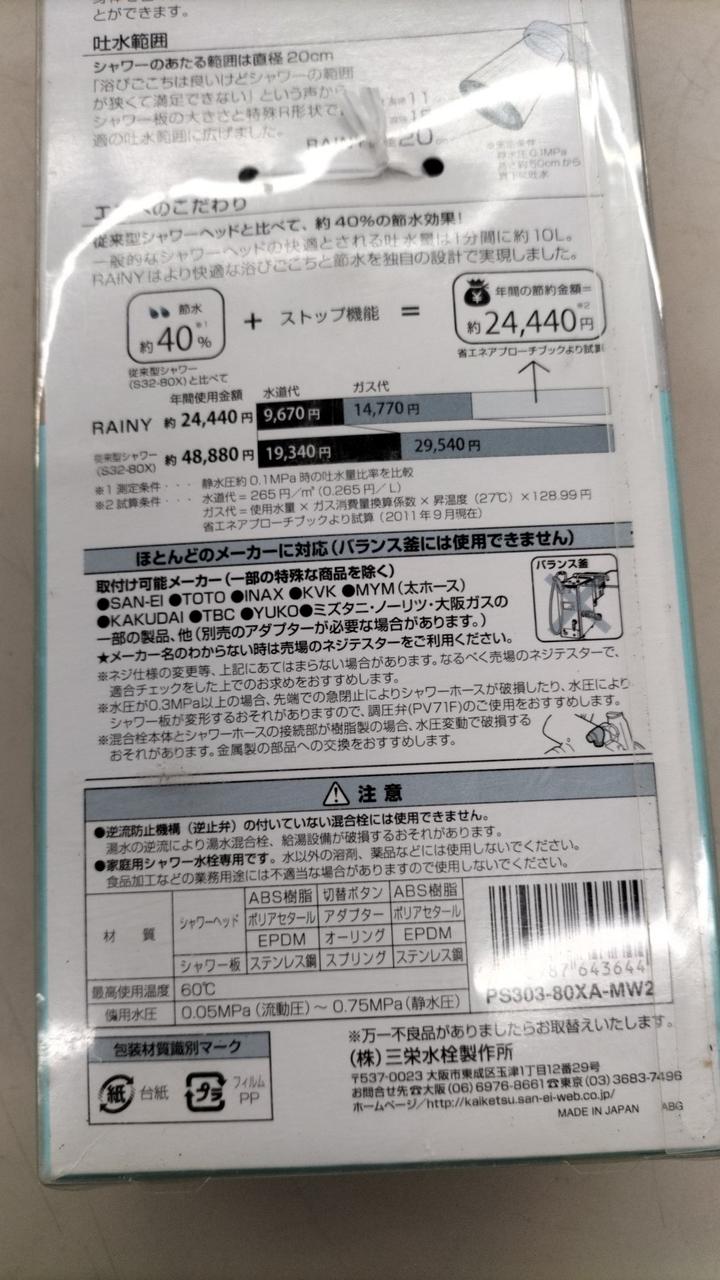 とができます。
吐水範囲
シャワーのあたる範囲は直径20cm
「浴びごこちは良いけどシャワーの範囲
が狭くて満足できない」という声から
シャワー板の大きさと特殊R形状で、
適の吐水範囲に広げました。
11
RAINY
20
静水圧0.1MPa
高さ約50cmから
真下に吐水
のこだわり
従来型シャワーヘッドと比べて、約40%の節水効果!
一般的なシャワーヘッドの快適とされる吐水量は1分間に約10L。
RAINYはより快適な浴びごこちと節水を独自の設計で実現しました。
節水
約40%※1
+ ストップ機能 =
年間の節約金額=
※2
約24,440円
従来型シャワー
(S32-80X)と比べて
省エネアプローチブックより試算
年間使用金額 水道代 ガス代
RAINY 約24,440円 9,670円 14,770円
従来型シャワー
(S32-80X)
約48,880円 19,340円 29,540円
※1 測定条件・・・ 静水圧約0.1MPa時の吐水量比率を比較
※2 試算条件・・・ 水道代=265円/㎥(0.265円/L)
ガス代=使用水量×ガス消費量換算係数×昇温度(27℃)×128.99円
省エネアプローチブックより試算(2011年9月現在)
ほとんどのメーカーに対応(バランス釜には使用できません)
取付け可能メーカー(一部の特殊な商品を除く)
●SAN-EI ●TOTO ●INAX ●KVK ●MYM(太ホース)
●KAKUDAI ●TBC ●YUKO●ミズタニ・ノーリツ・大阪ガスの
一部の製品、他(別売のアダプターが必要な場合があります。)
★メーカー名のわからない時は売場のネジテスターをご利用ください。
バランス釜
※ネジ仕様の変更等、上記にあてはまらない場合があります。なるべく売場のネジテスターで、
適合チェックをした上でのお求めをおすすめします。
※水圧が0.3MPa以上の場合、先端での急閉止によりシャワーホースが破損したり、水圧により
シャワー板が変形するおそれがありますので、調圧弁(PV71F)のご使用をおすすめします。
※混合栓本体とシャワーホースの接続部が樹脂製の場合、水圧変動で破損する
おそれがあります。金属製の部品への交換をおすすめします。
注意
●逆流防止機構(逆止弁)の付いていない混合栓には使用できません。
湯水の逆流により湯水混合栓、給湯設備が破損するおそれがあります。
●家庭用シャワー水栓専用です。水以外の溶剤、薬品などには使用しないでください。
食品加工などの業務用途には不適当な場合がありますので使用しないでください。
材質 シャワーヘッド ABS樹脂 切替ボタン ABS樹脂
ポリアセタール アダプター ポリアセタール
EPDM オーリング EPDM
シャワー板 ステンレス鋼 スプリング ステンレス鋼
最高使用温度 60℃
使用水圧 0.05MPa(流動圧)~0.75MPa(静水圧)
643644
PS303-80XA-MW2
包装材質識別マーク
紙 台紙 プラ フィルム
PP
※万一不良品がありましたらお取替えいたします。
(株)三栄水栓製作所
〒537-0023 大阪市東成区玉津1丁目12番29号
お問合せ先☎大阪(06)6976-8661☎東京(03)3683-7496
ホームページ/http://kaiketsu.san-ei-web.co.jp/
MADE IN JAPAN ABG